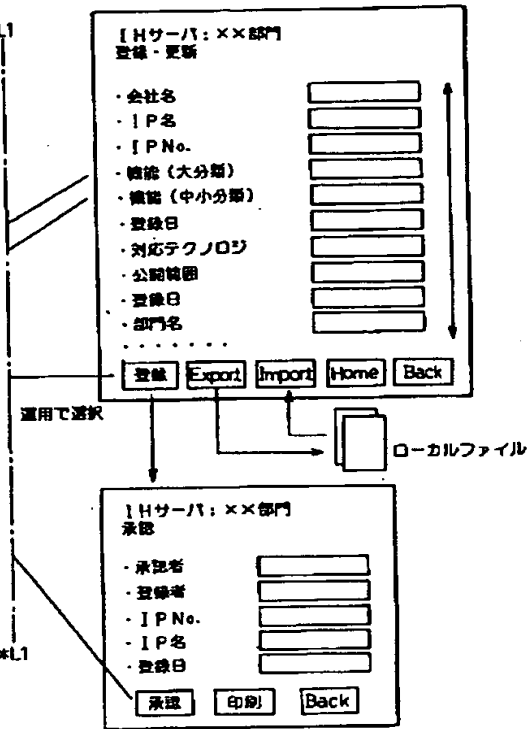 L1
IHサーバ：××部門
登録・更新
・会社名
・IP名
・IPNo.
・機能（大分類）
・機能（中小分類）
・登録日
・対応テクノロジ
・公開範囲
・登録日
・部門名
・・・・・・・
登録 Export Import Home Back
運用で選択
ローカルファイル
IHサーバ：××部門
承認
・承認者
・登録者
・IPNo.
・IP名
・登録日
*L1
承認 印刷 Back